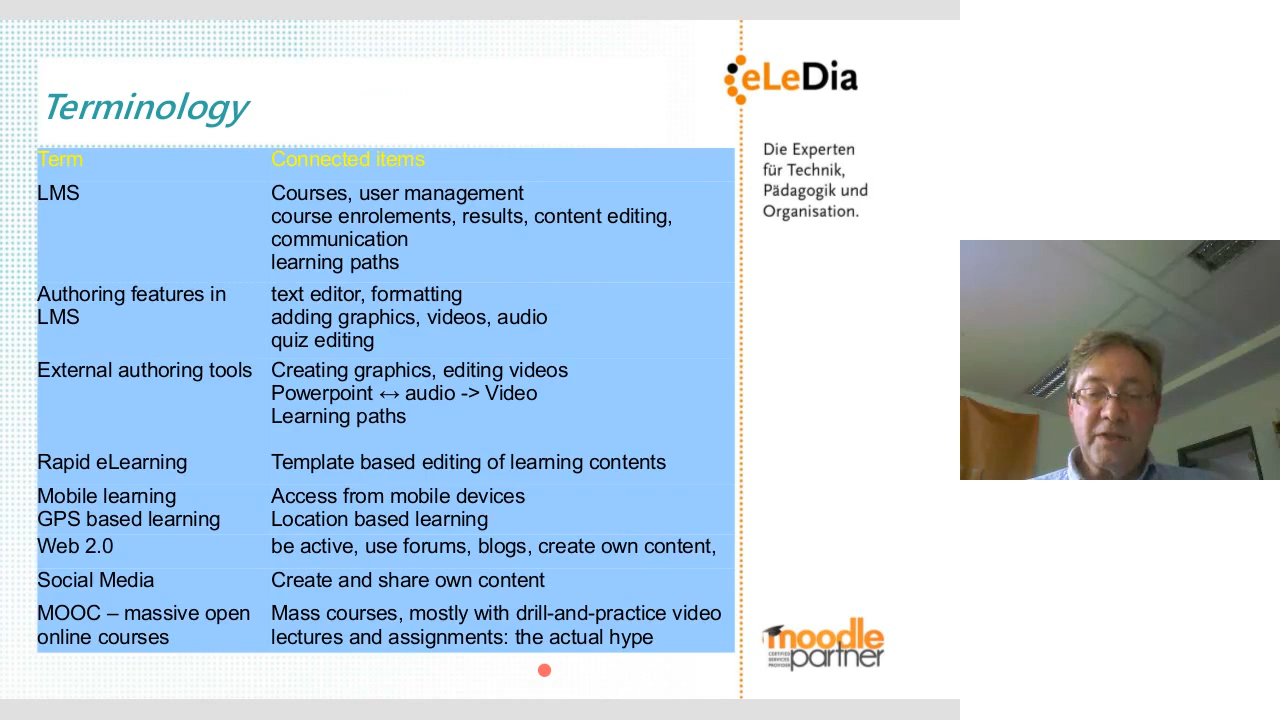 Terminology
eLeDia
Die Experten
für Technik,
Pädagogik und
Organisation.
Term Connected items
LMS Courses, user management
course enrolements, results, content editing,
communication
learning paths
Authoring features in text editor, formatting
LMS adding graphics, videos, audio
quiz editing
External authoring tools Creating graphics, editing videos
Powerpoint ↔ audio -> Video
Learning paths
Rapid eLearning Template based editing of learning contents
Mobile learning Access from mobile devices
GPS based learning Location based learning
Web 2.0 be active, use forums, blogs, create own content,
Social Media Create and share own content
MOOC – massive open Mass courses, mostly with drill-and-practice video
online courses lectures and assignments: the actual hype
moodle
CERTIFIED
SERVICES
PROVIDER
partner